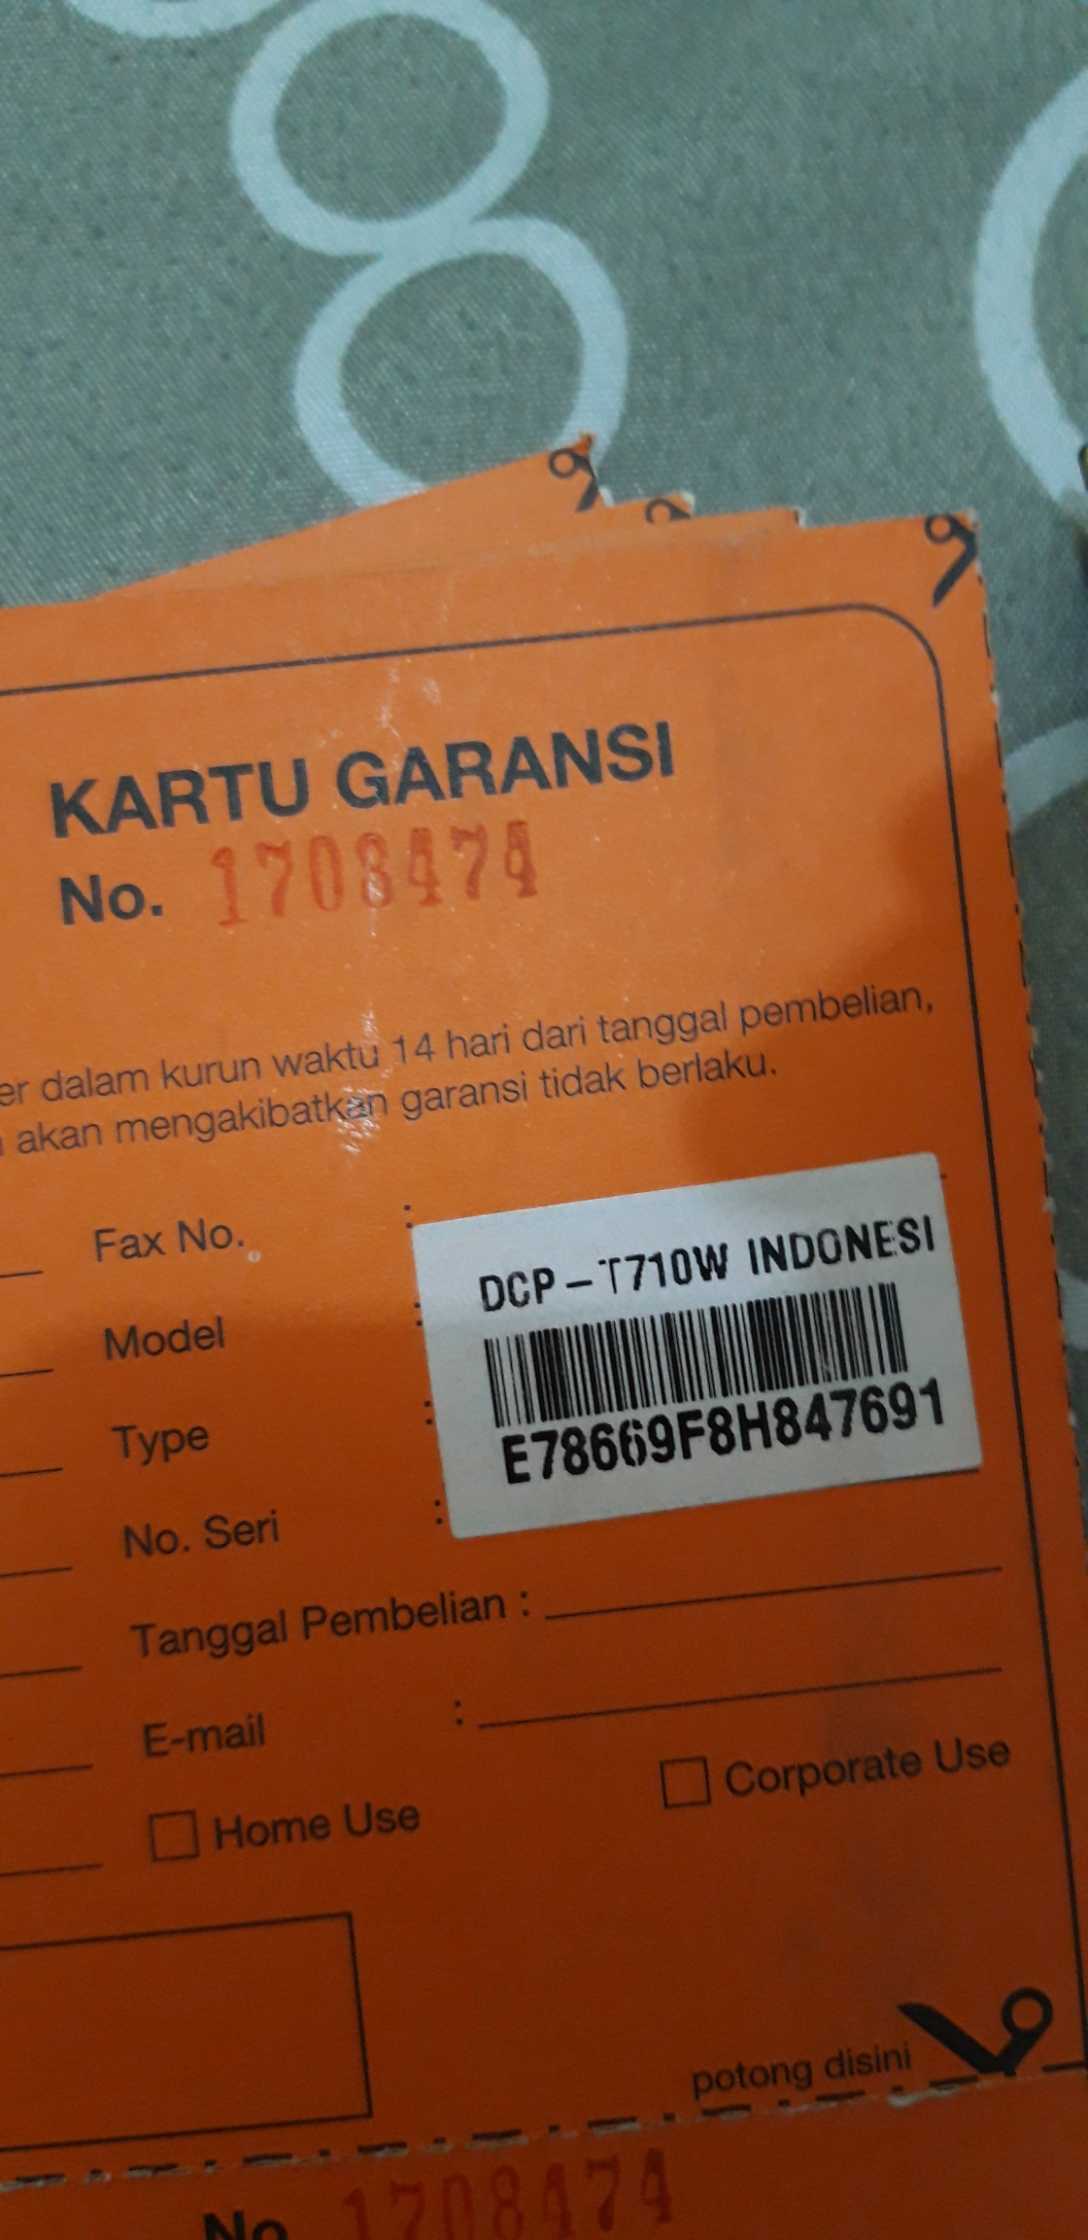 KARTU GARANSI
No. 1708474
er dalam kurun waktu 14 hari dari tanggal pembelian,
akan mengakibatkan garansi tidak berlaku.
Fax No. :
Model :
Type :
No. Seri :
DCP-T710W INDONESI
E78669F8H847691
Tanggal Pembelian :
E-mail :
Home Use
Corporate Use
potong disini
No 1708474